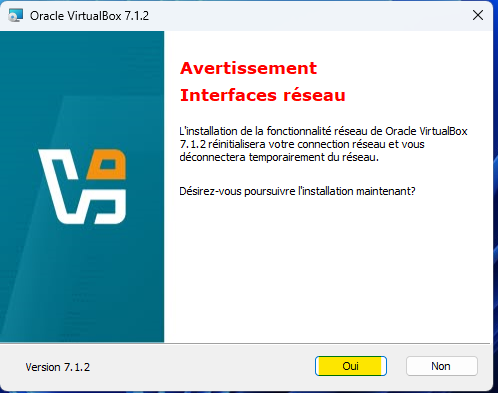 Oracle VirtualBox 7.1.2
Avertissement
Interfaces réseau
L'installation de la fonctionnalité réseau de Oracle VirtualBox
7.1.2 réinitialisera votre connection réseau et vous
déconnectera temporairement du réseau.
Désirez-vous poursuivre l'installation maintenant?
Version 7.1.2
Oui
Non